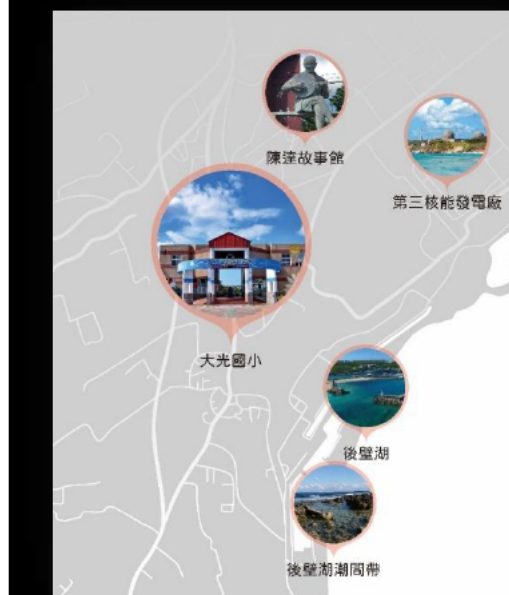 陳達故事館
第三核能發電廠
大光國小
後壁湖
後壁湖潮間帶